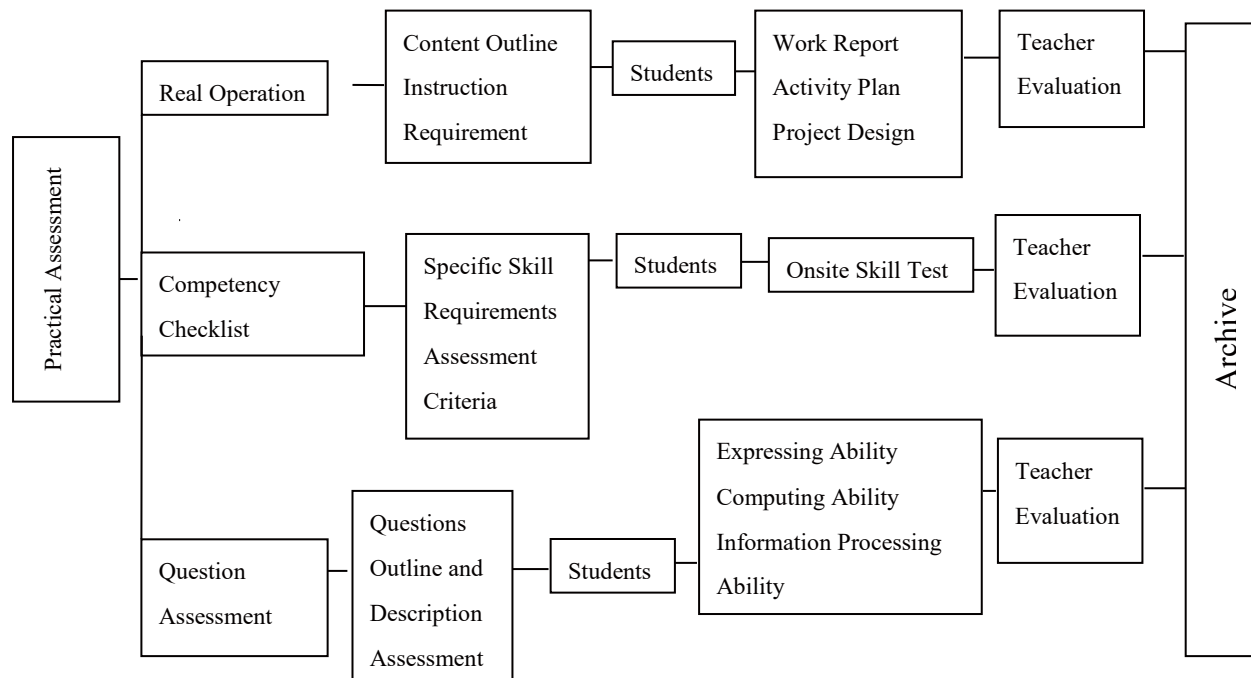 Practical Assessment
Real Operation
Content Outline
Instruction
Requirement
Students
Work Report
Activity Plan
Project Design
Teacher
Evaluation
Competency
Checklist
Specific Skill
Requirements
Assessment
Criteria
Students
Onsite Skill Test
Teacher
Evaluation
Question
Assessment
Questions
Outline and
Description
Assessment
Students
Expressing Ability
Computing Ability
Information Processing
Ability
Teacher
Evaluation
Archive